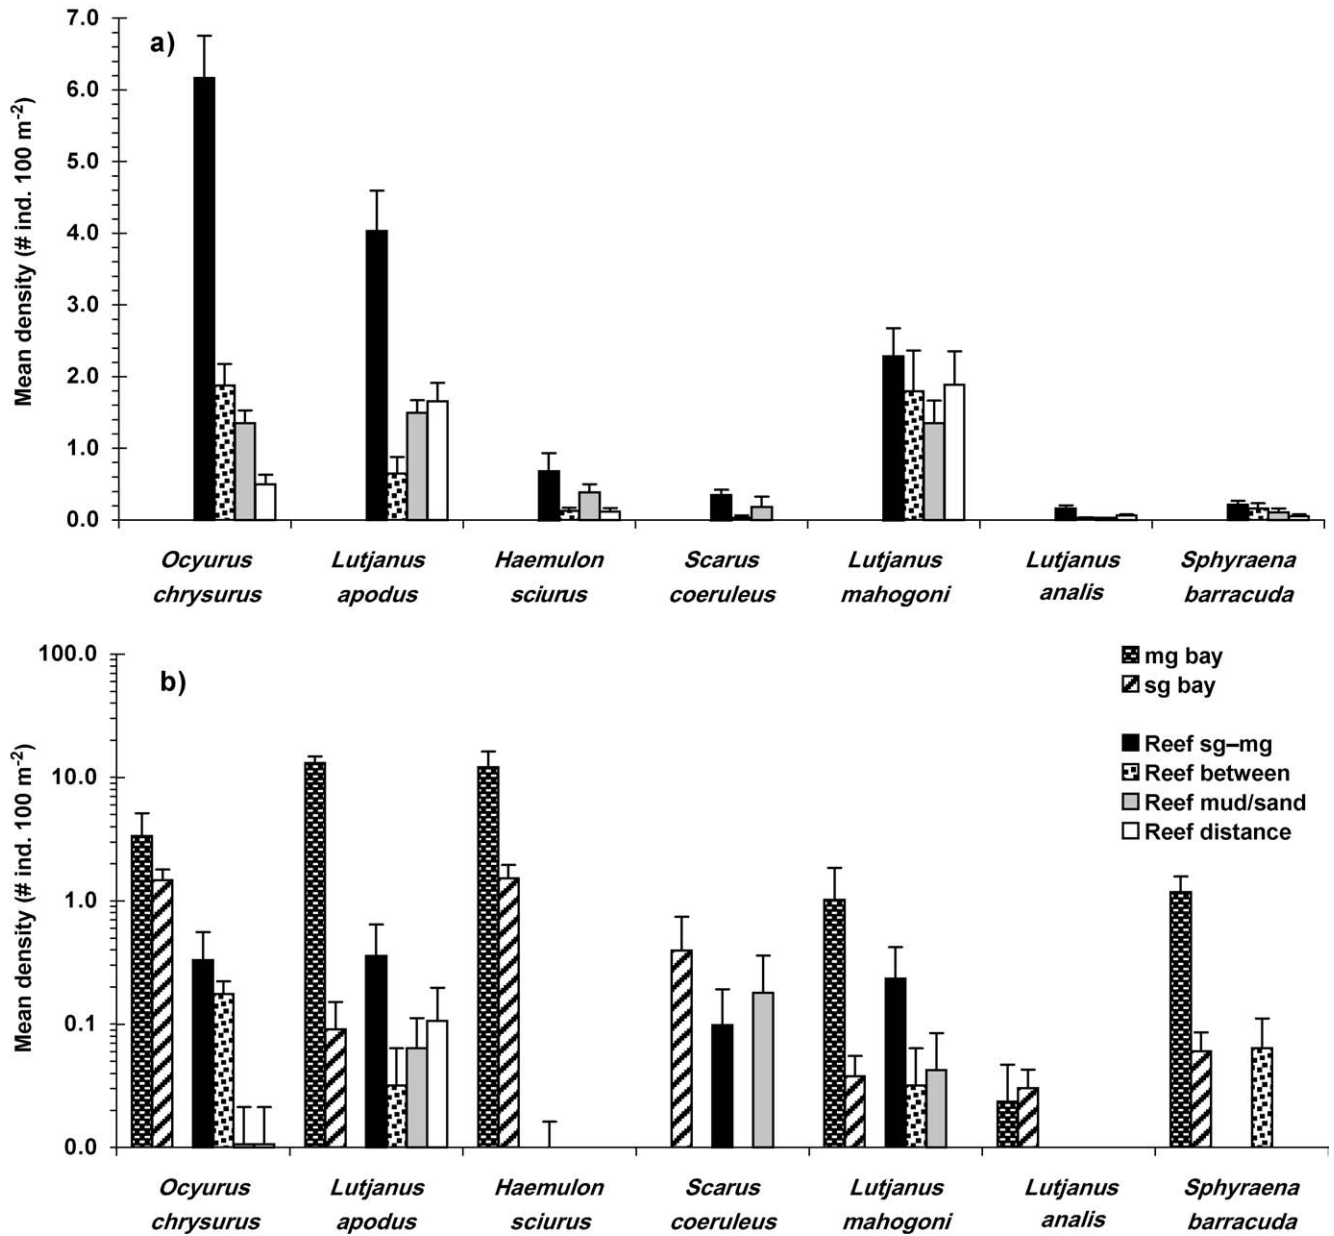 a)
Mean density (# ind. 100 m⁻²)
7.0
6.0
5.0
4.0
3.0
2.0
1.0
0.0
Ocyurus
chrysurus
Lutjanus
apodus
Haemulon
sciurus
Scarus
coeruleus
Lutjanus
mahogoni
Lutjanus
analis
Sphyraena
barracuda
b)
Mean density (# ind. 100 m⁻²)
100.0
10.0
1.0
0.1
0.0
mg bay
sg bay
Reef sg–mg
Reef between
Reef mud/sand
Reef distance
Ocyurus
chrysurus
Lutjanus
apodus
Haemulon
sciurus
Scarus
coeruleus
Lutjanus
mahogoni
Lutjanus
analis
Sphyraena
barracuda